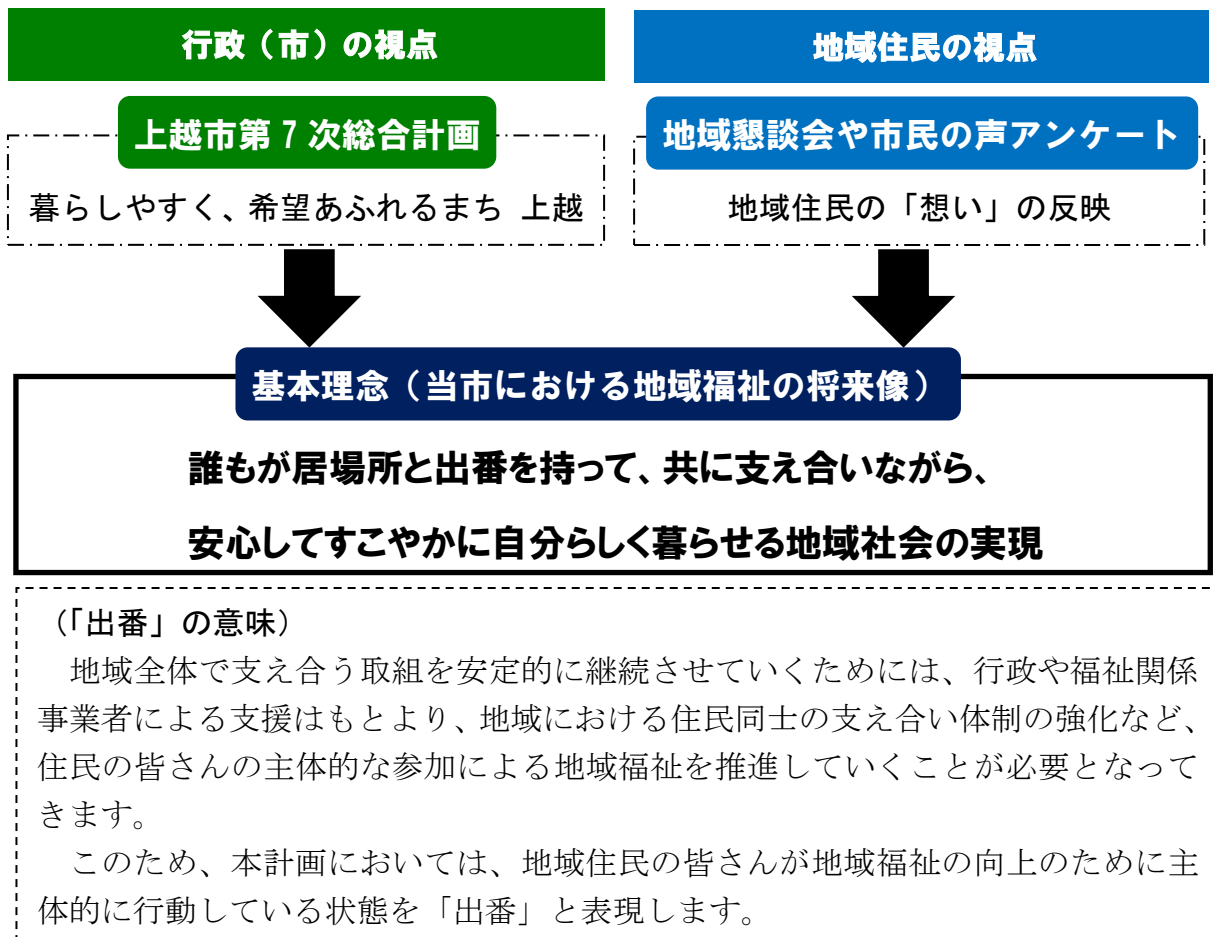 行政（市）の視点
地域住民の視点
上越市第７次総合計画
地域懇談会や市民の声アンケート
暮らしやすく、希望あふれるまち 上越
地域住民の「想い」の反映
基本理念（当市における地域福祉の将来像）
誰もが居場所と出番を持って、共に支え合いながら、
安心してすこやかに自分らしく暮らせる地域社会の実現
（「出番」の意味）
地域全体で支え合う取組を安定的に継続させていくためには、行政や福祉関係
事業者による支援はもとより、地域における住民同士の支え合い体制の強化など、
住民の皆さんの主体的な参加による地域福祉を推進していくことが必要となって
きます。
このため、本計画においては、地域住民の皆さんが地域福祉の向上のために主
体的に行動している状態を「出番」と表現します。